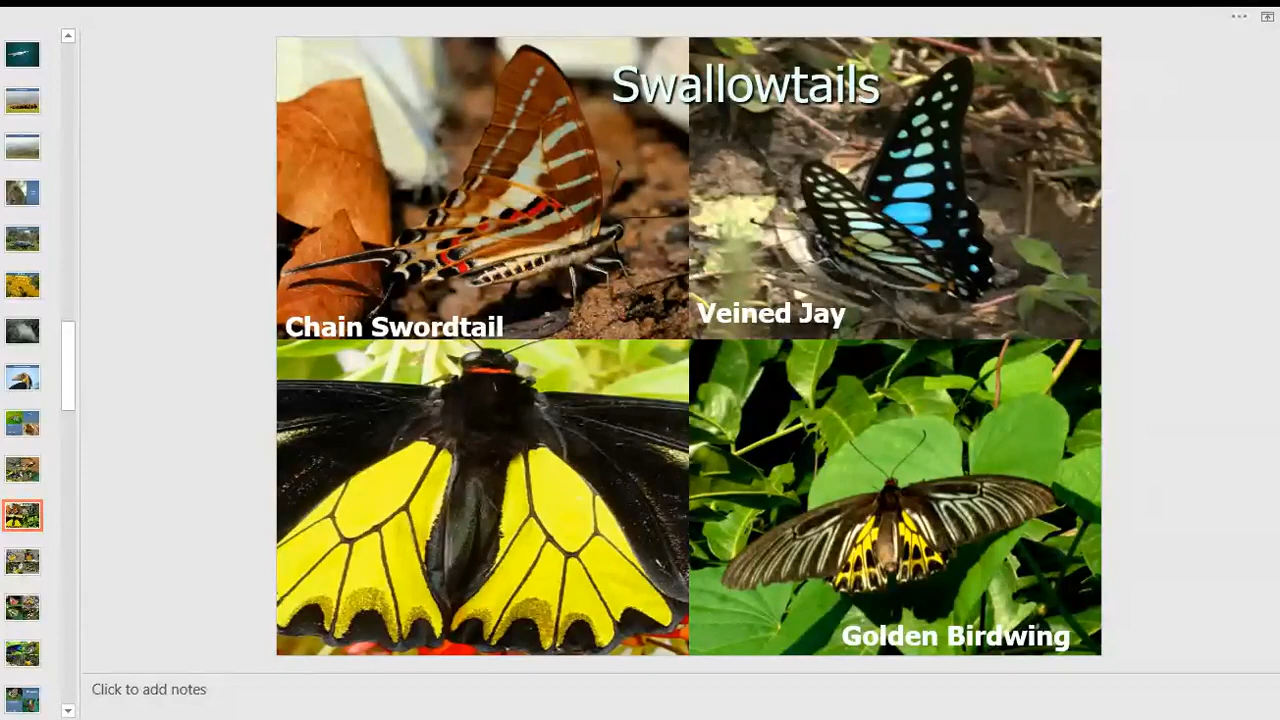 Swallowtails
Veined Jay
Chain Swordtail
Golden Birdwing
Click to add notes